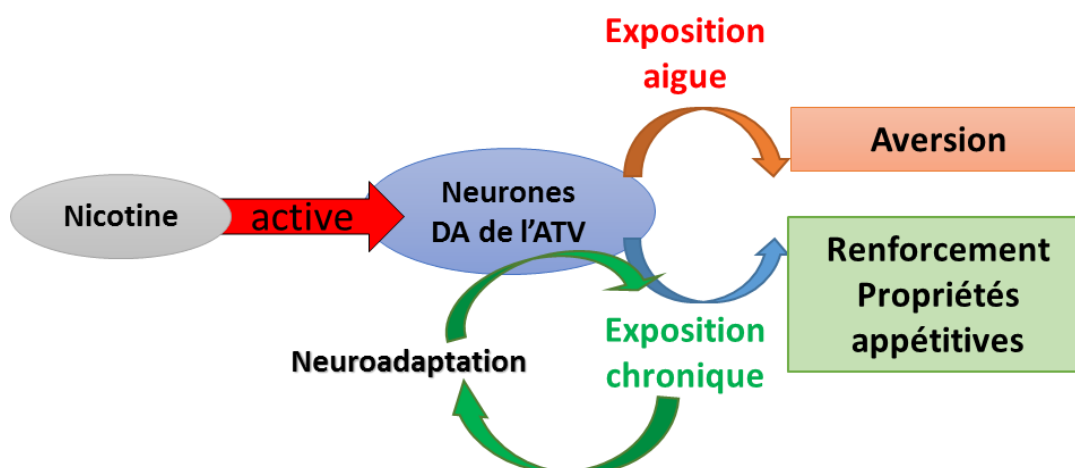 Exposition
aigue
Aversion
Nicotine
active
Neurones
DA de l'ATV
Renforcement
Propriétés
appétitives
Exposition
chronique
Neuroadaptation